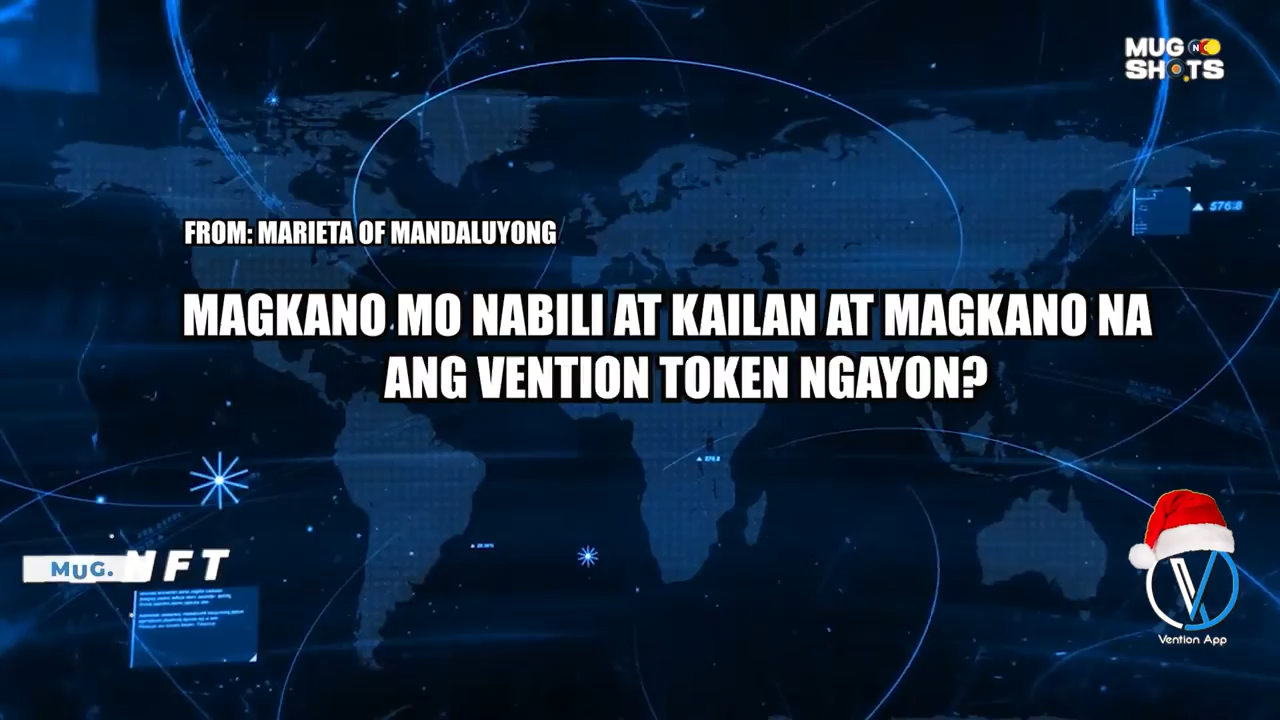 MUG NG
SHOTS
576.8
FROM: MARIETA OF MANDALUYONG
MAGKANO MO NABILI AT KAILAN AT MAGKANO NA
ANG VENTION TOKEN NGAYON?
MUG. NFT
Vention App